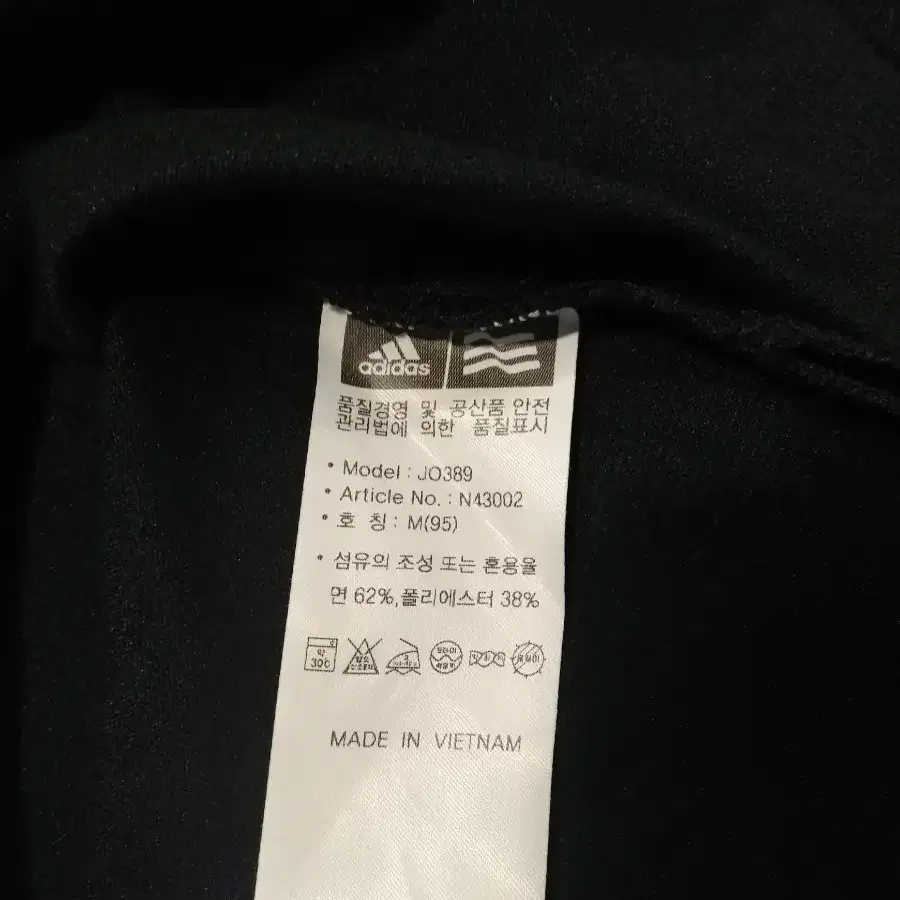 adidas
품질경영 및 공산품 안전
관리법에 의한 품질표시
• Model : JO389
• Article No. : N43002
• 호 칭 : M(95)
• 섬유의 조성 또는 혼용율
면 62%, 폴리에스터 38%
약 30℃
MADE IN VIETNAM